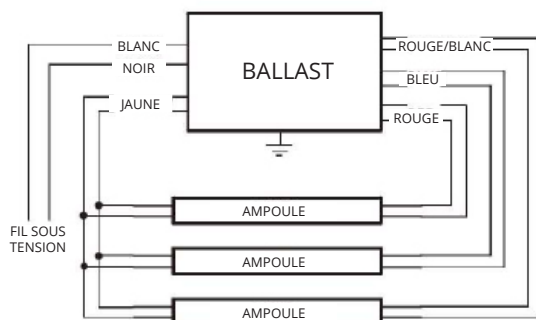 BLANC
NOIR
JAUNE
BALLAST
ROUGE/BLANC
BLEU
ROUGE
FIL SOUS
TENSION
AMPOULE
AMPOULE
AMPOULE